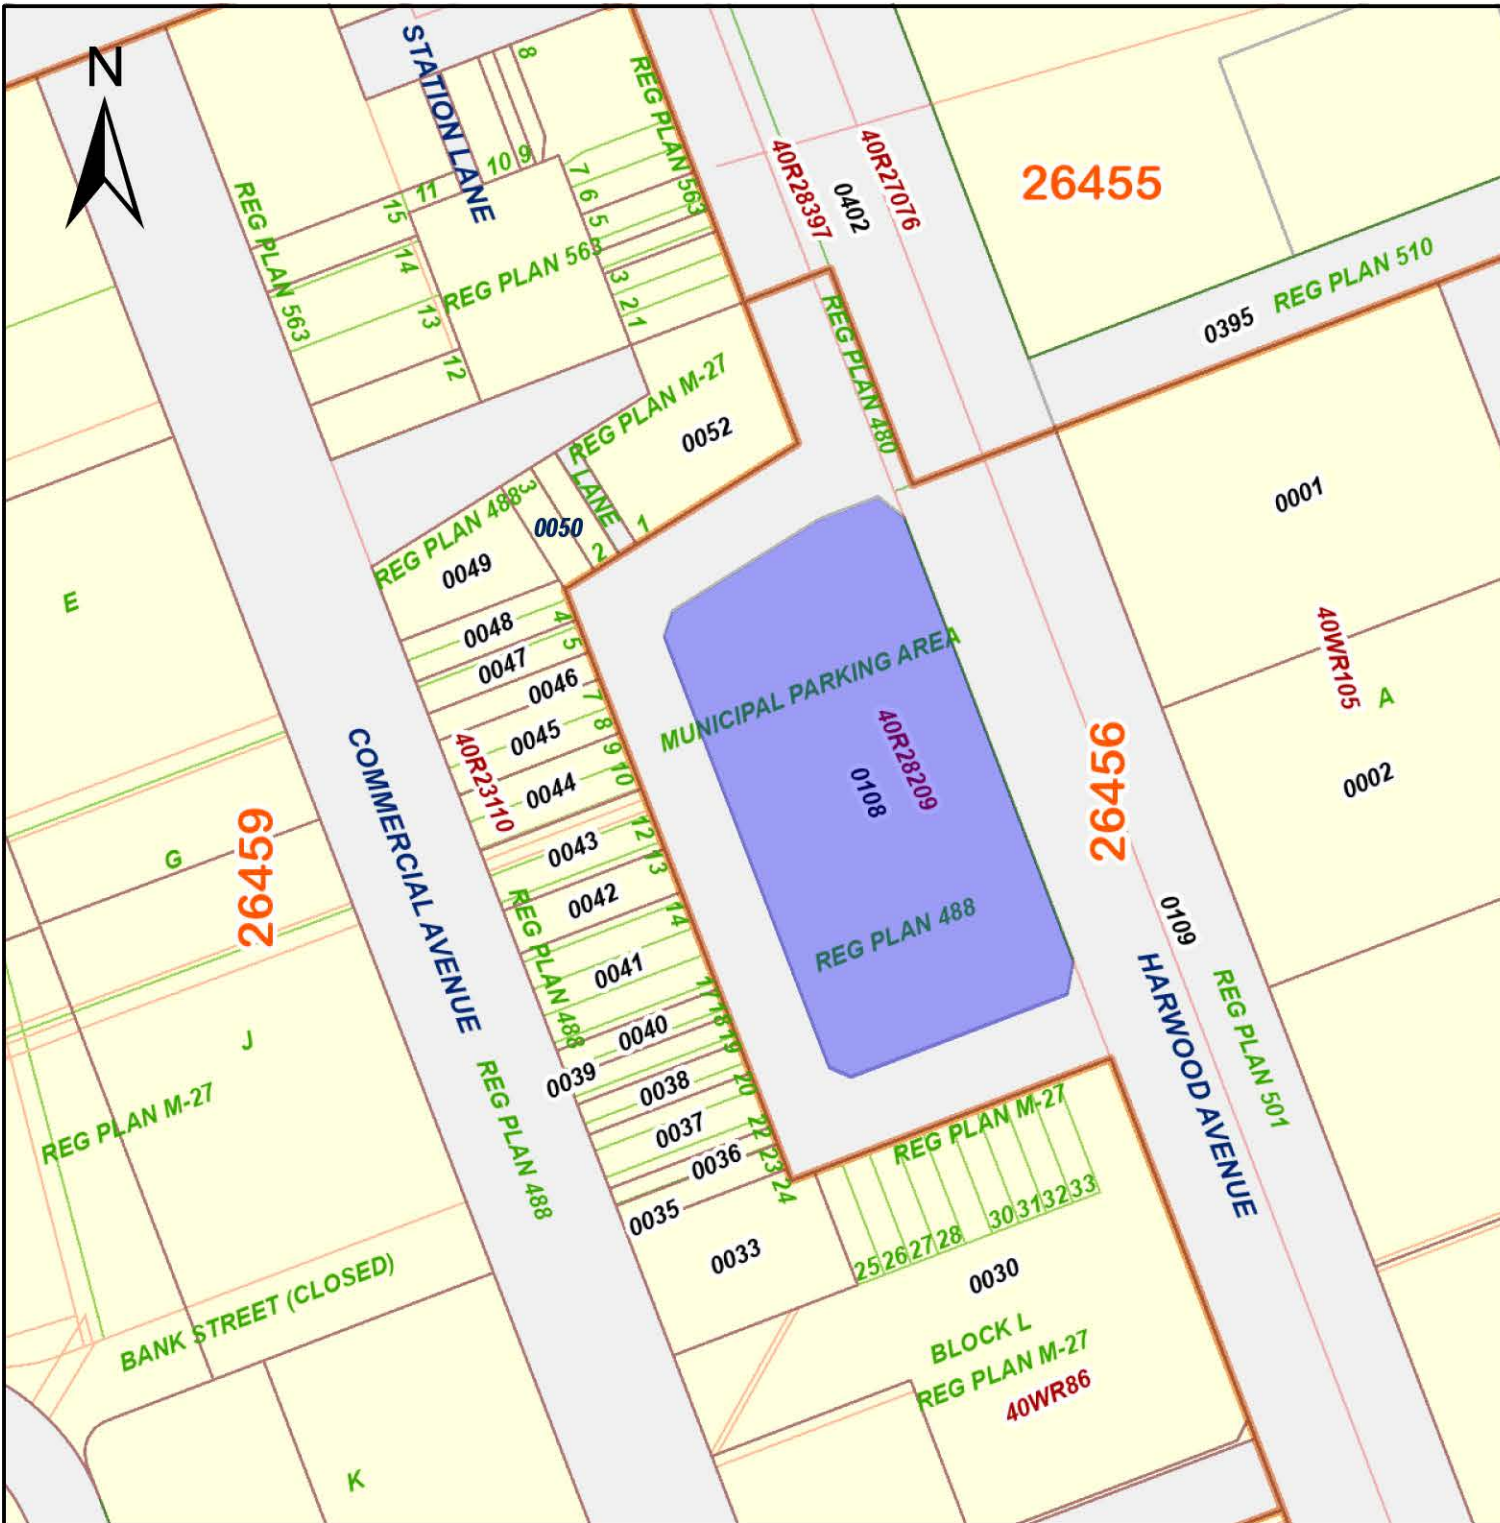 N
STATION LANE
8
REG PLAN 563
10
9
11
15
14
13
12
7
6
5
3
2
1
REG PLAN 563
REG PLAN 563
40R28397
0402
40R27076
26455
REG PLAN 510
0395
REG PLAN 480
REG PLAN M-27
0052
LANE
1
3
0050
2
REG PLAN 488
0049
0001
E
0048
4
0047
5
0046
7
0045
8
9
0044
10
40R23110
0043
12
13
0042
14
0041
17
18
0040
19
0039
0038
20
0037
22
0036
23
0035
24
0033
MUNICIPAL PARKING AREA
40R28209
0108
REG PLAN 488
26456
40WR105
A
0002
0109
HARWOOD AVENUE
REG PLAN 501
COMMERCIAL AVENUE
26459
G
REG PLAN 488
REG PLAN 488
J
REG PLAN M-27
BANK STREET (CLOSED)
K
REG PLAN M-27
25
26
27
28
30
31
32
33
0030
BLOCK L
REG PLAN M-27
40WR86